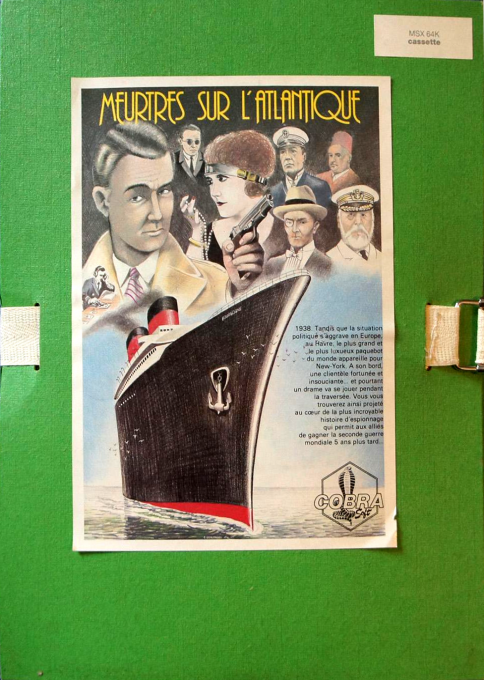 MSX 64K
cassette
MEURTRES SUR L'ATLANTIQUE
1938. Tandis que la situation
politique s'aggrave en Europe,
au Havre, le plus grand et
le plus luxueux paquebot
du monde appareille pour
New-York. A son bord,
une clientèle fortunée et
insouciante... et pourtant
un drame va se jouer pendant
la traversée. Vous vous
trouverez ainsi projeté
au cœur de la plus incroyable
histoire d'espionnage
qui permit aux alliés
de gagner la seconde guerre
mondiale 5 ans plus tard...
COBRA